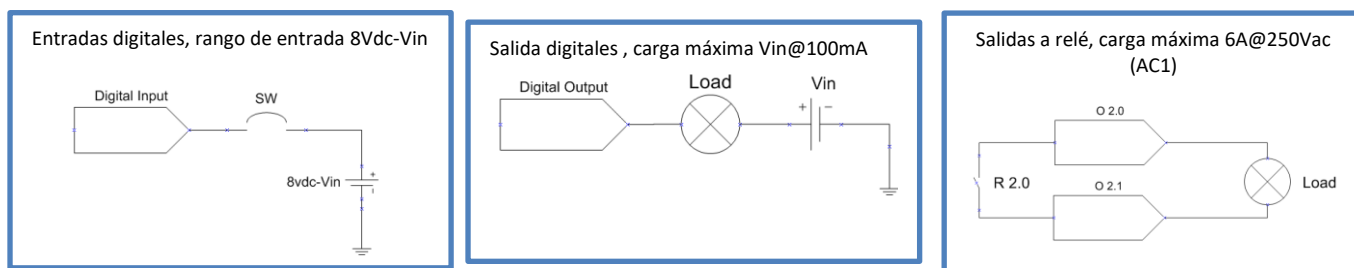 Entradas digitales, rango de entrada 8Vdc-Vin
Digital Input
SW
8vdc-Vin
+
-
Salida digitales , carga máxima Vin@100mA
Digital Output
Load
Vin
+
-
Salidas a relé, carga máxima 6A@250Vac
(AC1)
O 2.0
R 2.0
O 2.1
Load